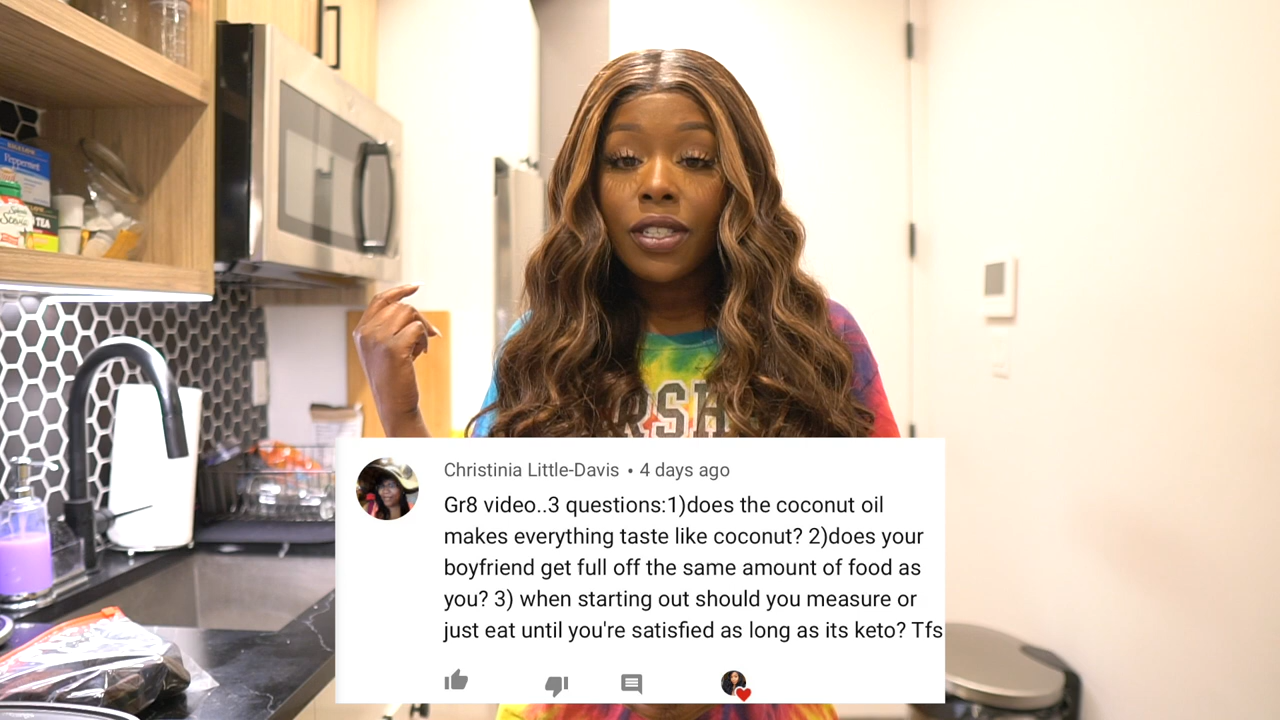 Peppermint
TEA
RSH
Christinia Little-Davis • 4 days ago
Gr8 video..3 questions:1)does the coconut oil
makes everything taste like coconut? 2)does your
boyfriend get full off the same amount of food as
you? 3) when starting out should you measure or
just eat until you're satisfied as long as its keto? Tfs